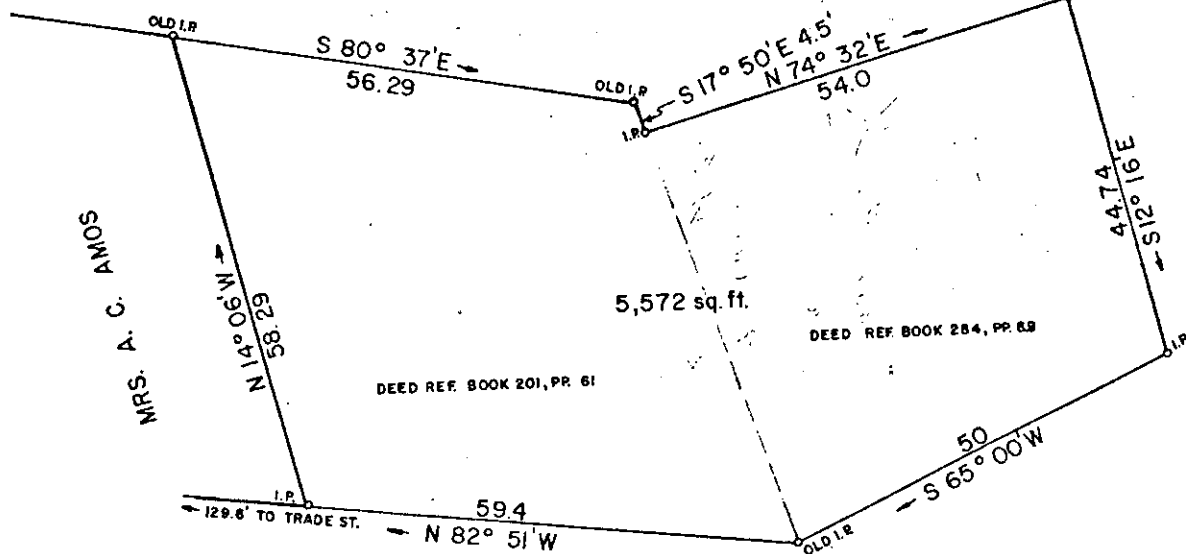 OLD I.P.
S 80° 37'E
56.29
OLD I.P.
S 17° 50'E 4.5'
N 74° 32'E
54.0
I.P.
44.74
S 12° 16'E
MRS. A. C. AMOS
N 14° 06'W
58.29
5,572 sq. ft.
DEED REF. BOOK 284, PP. 69
I.P.
DEED REF. BOOK 201, PP. 61
50
S 65° 00'W
I.P.
129.6' TO TRADE ST.
59.4
N 82° 51'W
OLD I.P.